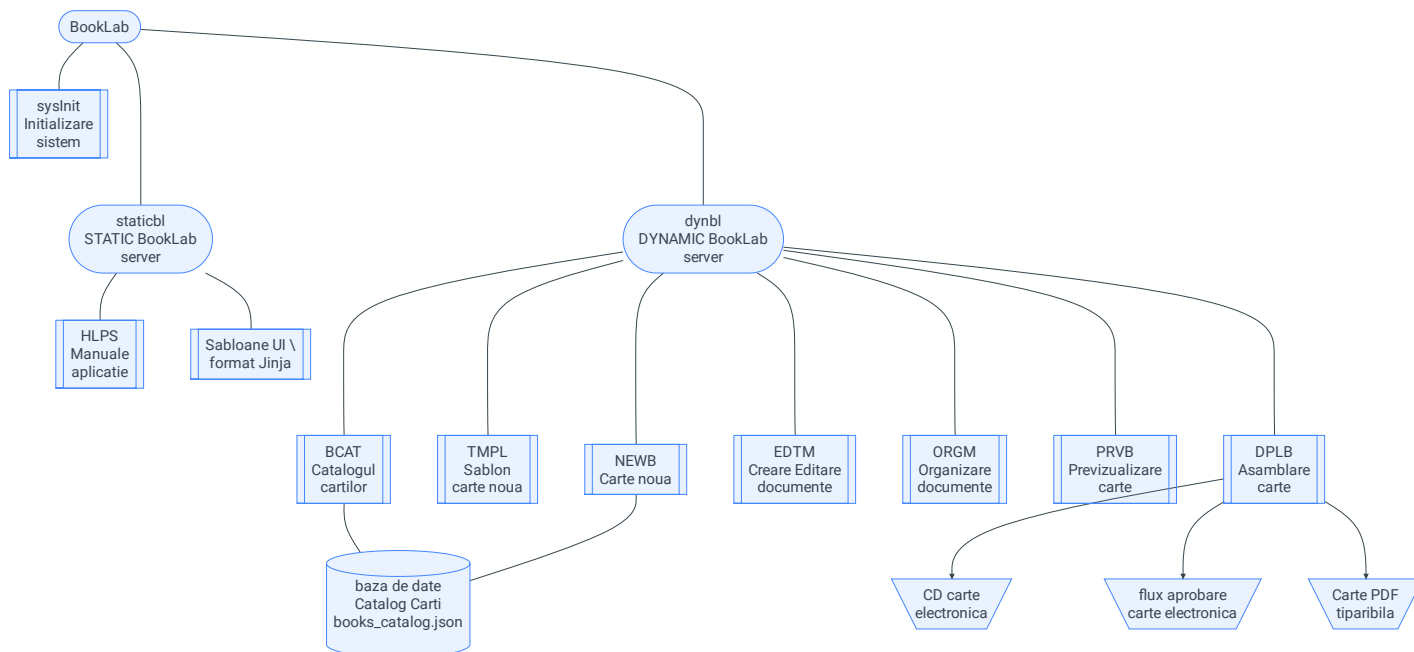 BookLab
sysInit
Initializare
sistem
staticbl
STATIC BookLab
server
dynbl
DYNAMIC BookLab
server
HLPS
Manuale
aplicatie
Sabloane UI \
format Jinja
BCAT
Catalogul
cartilor
TMPL
Sablon
carte noua
NEWB
Carte noua
EDTM
Creare Editare
documente
ORGM
Organizare
documente
PRVB
Previzualizare
carte
DPLB
Asamblare
carte
baza de date
Catalog Carti
books_catalog.json
CD carte
electronica
flux aprobare
carte electronica
Carte PDF
tiparibila